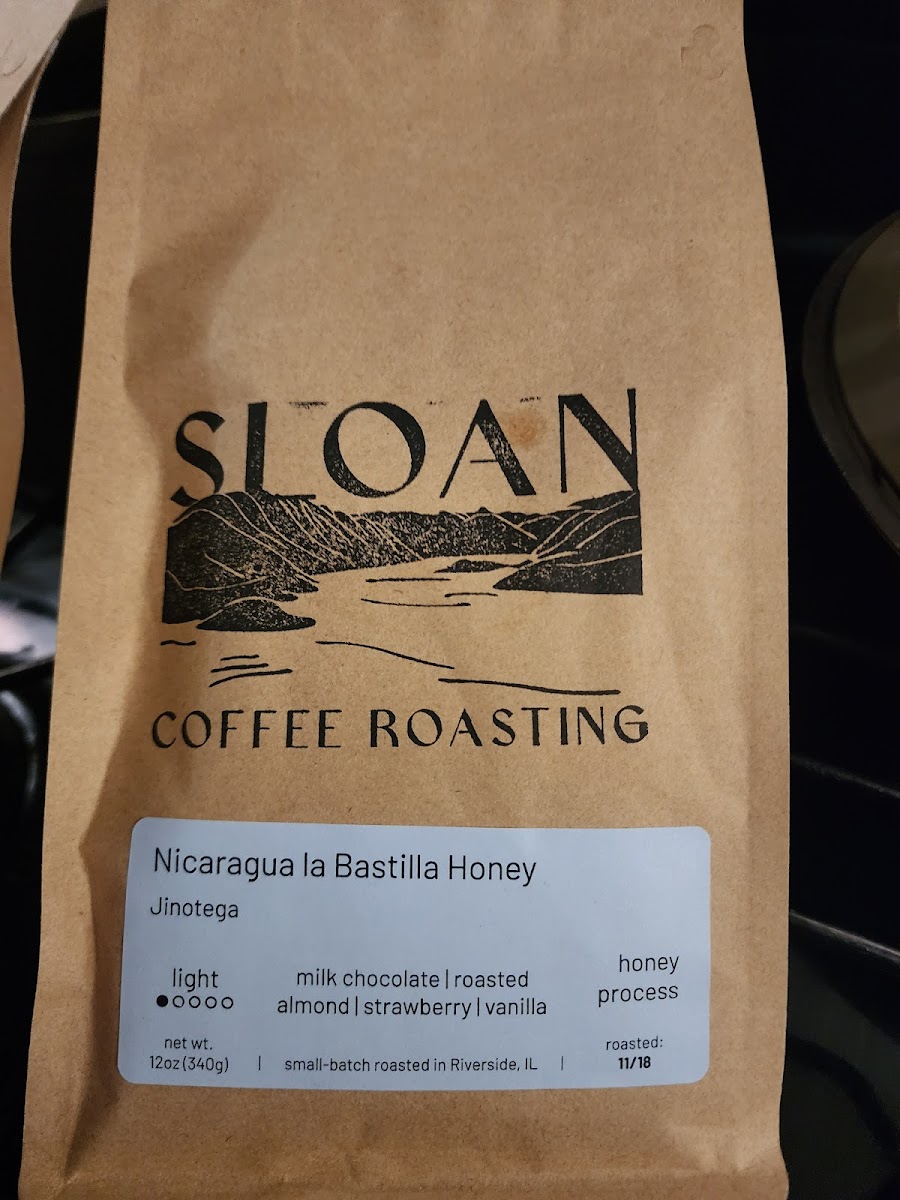 SLOAN
COFFEE ROASTING
Nicaragua la Bastilla Honey
Jinotega
light
milk chocolate | roasted
almond | strawberry | vanilla
honey
process
net wt.
12oz (340g)
| small-batch roasted in Riverside, IL |
roasted:
11/18